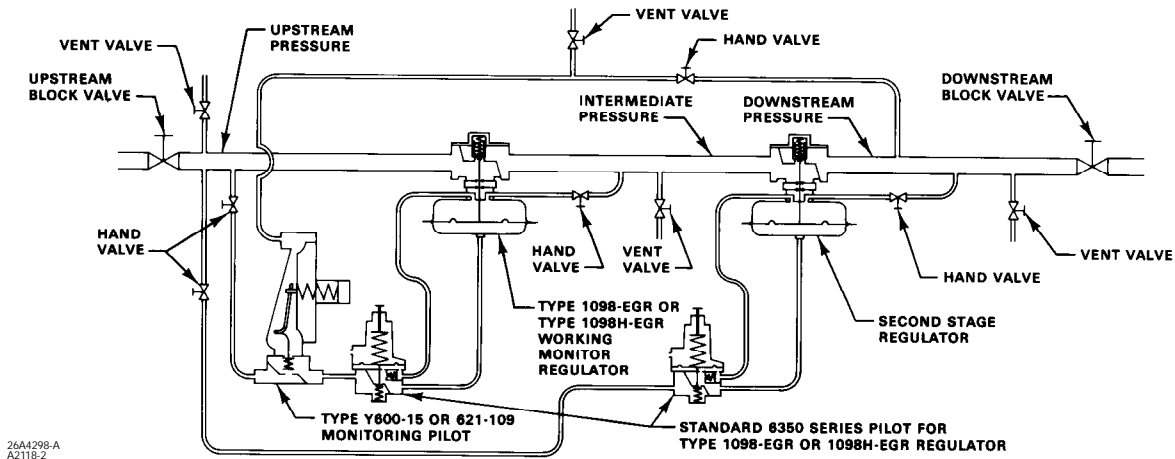 VENT VALVE
HAND VALVE
VENT VALVE
UPSTREAM
PRESSURE
UPSTREAM
BLOCK VALVE
INTERMEDIATE
PRESSURE
DOWNSTREAM
PRESSURE
DOWNSTREAM
BLOCK VALVE
HAND
VALVE
HAND
VALVE
VENT
VALVE
HAND VALVE
VENT VALVE
TYPE 1098-EGR OR
TYPE 1098H-EGR
WORKING
MONITOR
REGULATOR
SECOND STAGE
REGULATOR
TYPE Y600-15 OR 621-109
MONITORING PILOT
STANDARD 6350 SERIES PILOT FOR
TYPE 1098-EGR OR 1098H-EGR REGULATOR
26A4298-A
A2118-2